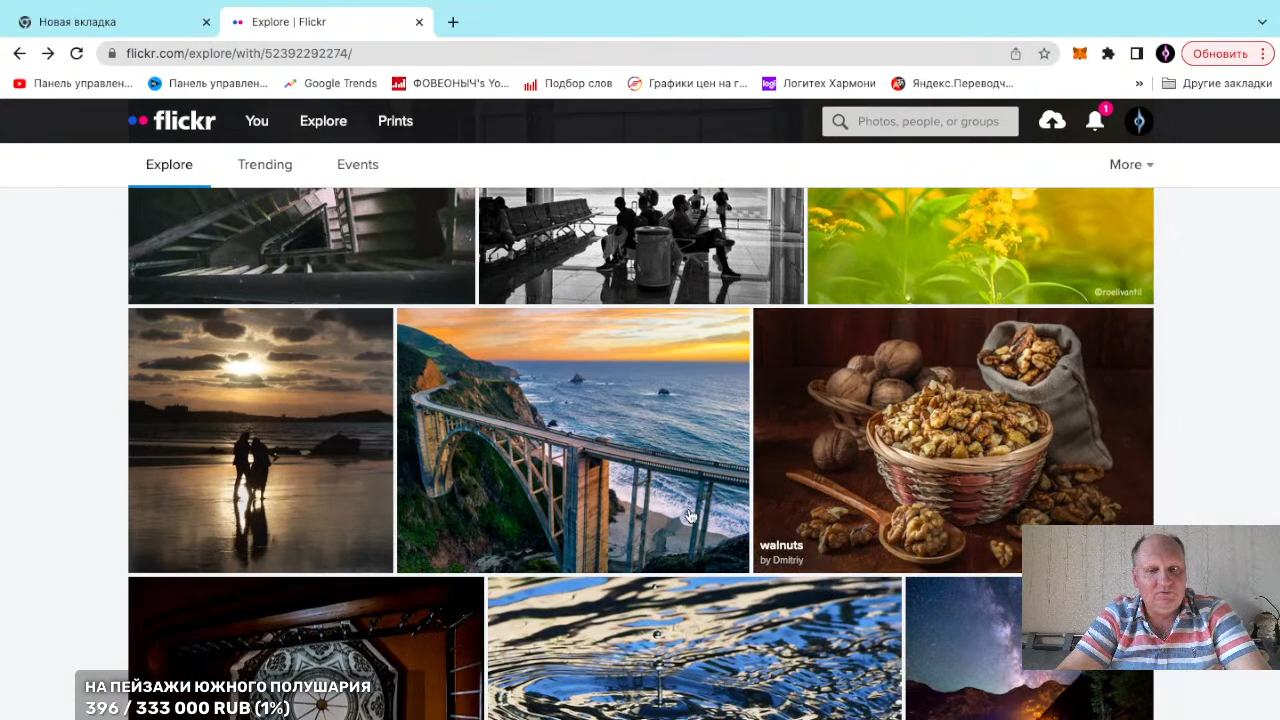 Новая вкладка
Explore | Flickr
flickr.com/explore/with/52392292274/
Обновить
Панель управлен...
Панель управлен...
Google Trends
ФОВЕОНЫЧ's Yo...
Подбор слов
Графики цен на г...
Логитех Хармони
Яндекс.Переводч...
»
Другие закладки
flickr
You
Explore
Prints
Photos, people, or groups
1
Explore
Trending
Events
More
©roelivantil
walnuts
by Dmitriy
НА ПЕЙЗАЖИ ЮЖНОГО ПОЛУШАРИЯ
396 / 333 000 RUB (1%)